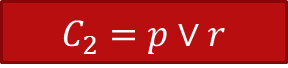 C₂ = p ∨ r